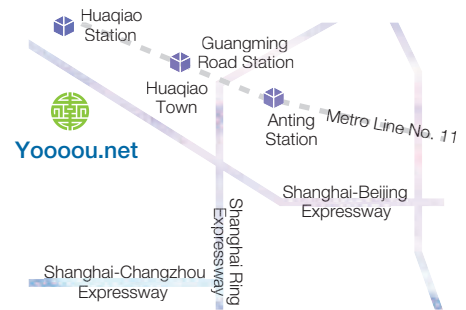 Huaqiao
Station
Guangming
Road Station
Huaqiao
Town
Anting
Station
Metro Line No. 11
Yoooou.net
Shanghai-Beijing
Expressway
Shanghai Ring
Expressway
Shanghai-Changzhou
Expressway